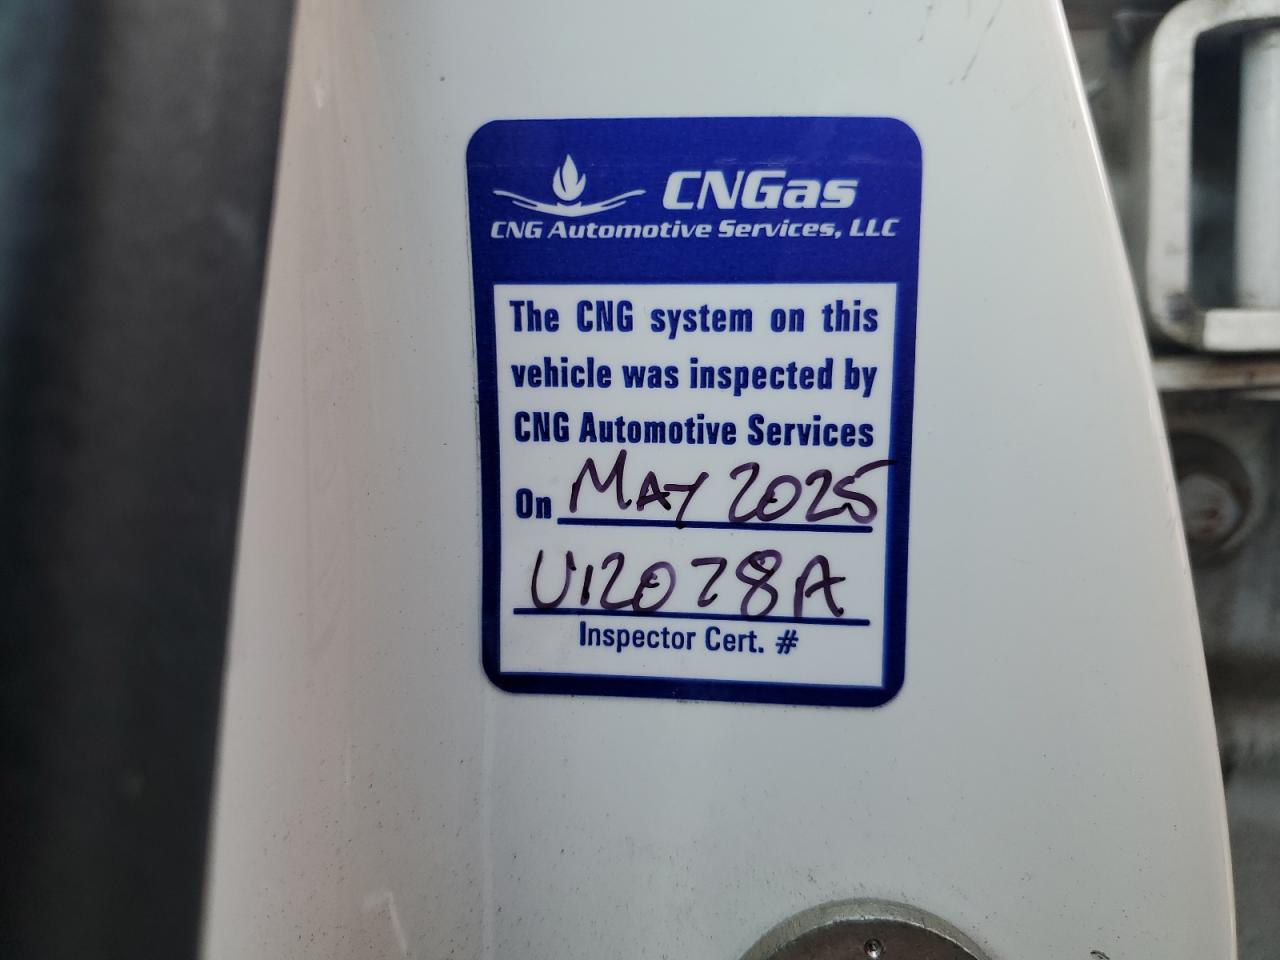 CNGas
CNG Automotive Services, LLC
The CNG system on this
vehicle was inspected by
CNG Automotive Services
On MAY 2025
U12078A
Inspector Cert. #